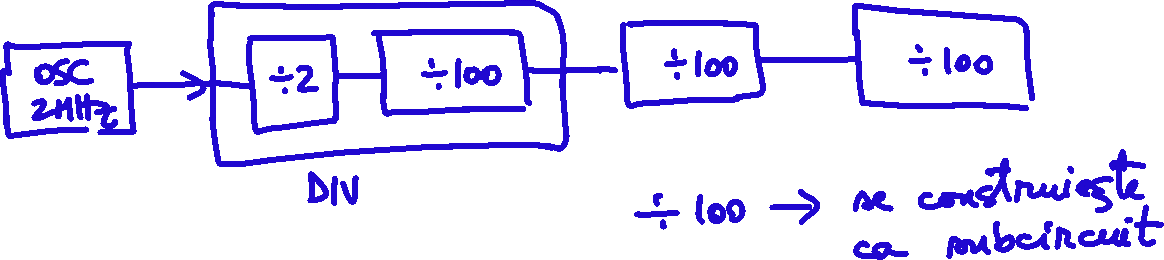 OSC
2MHz
÷2
÷100
÷100
÷100
DIV
÷100 → se construiește
ca subcircuit